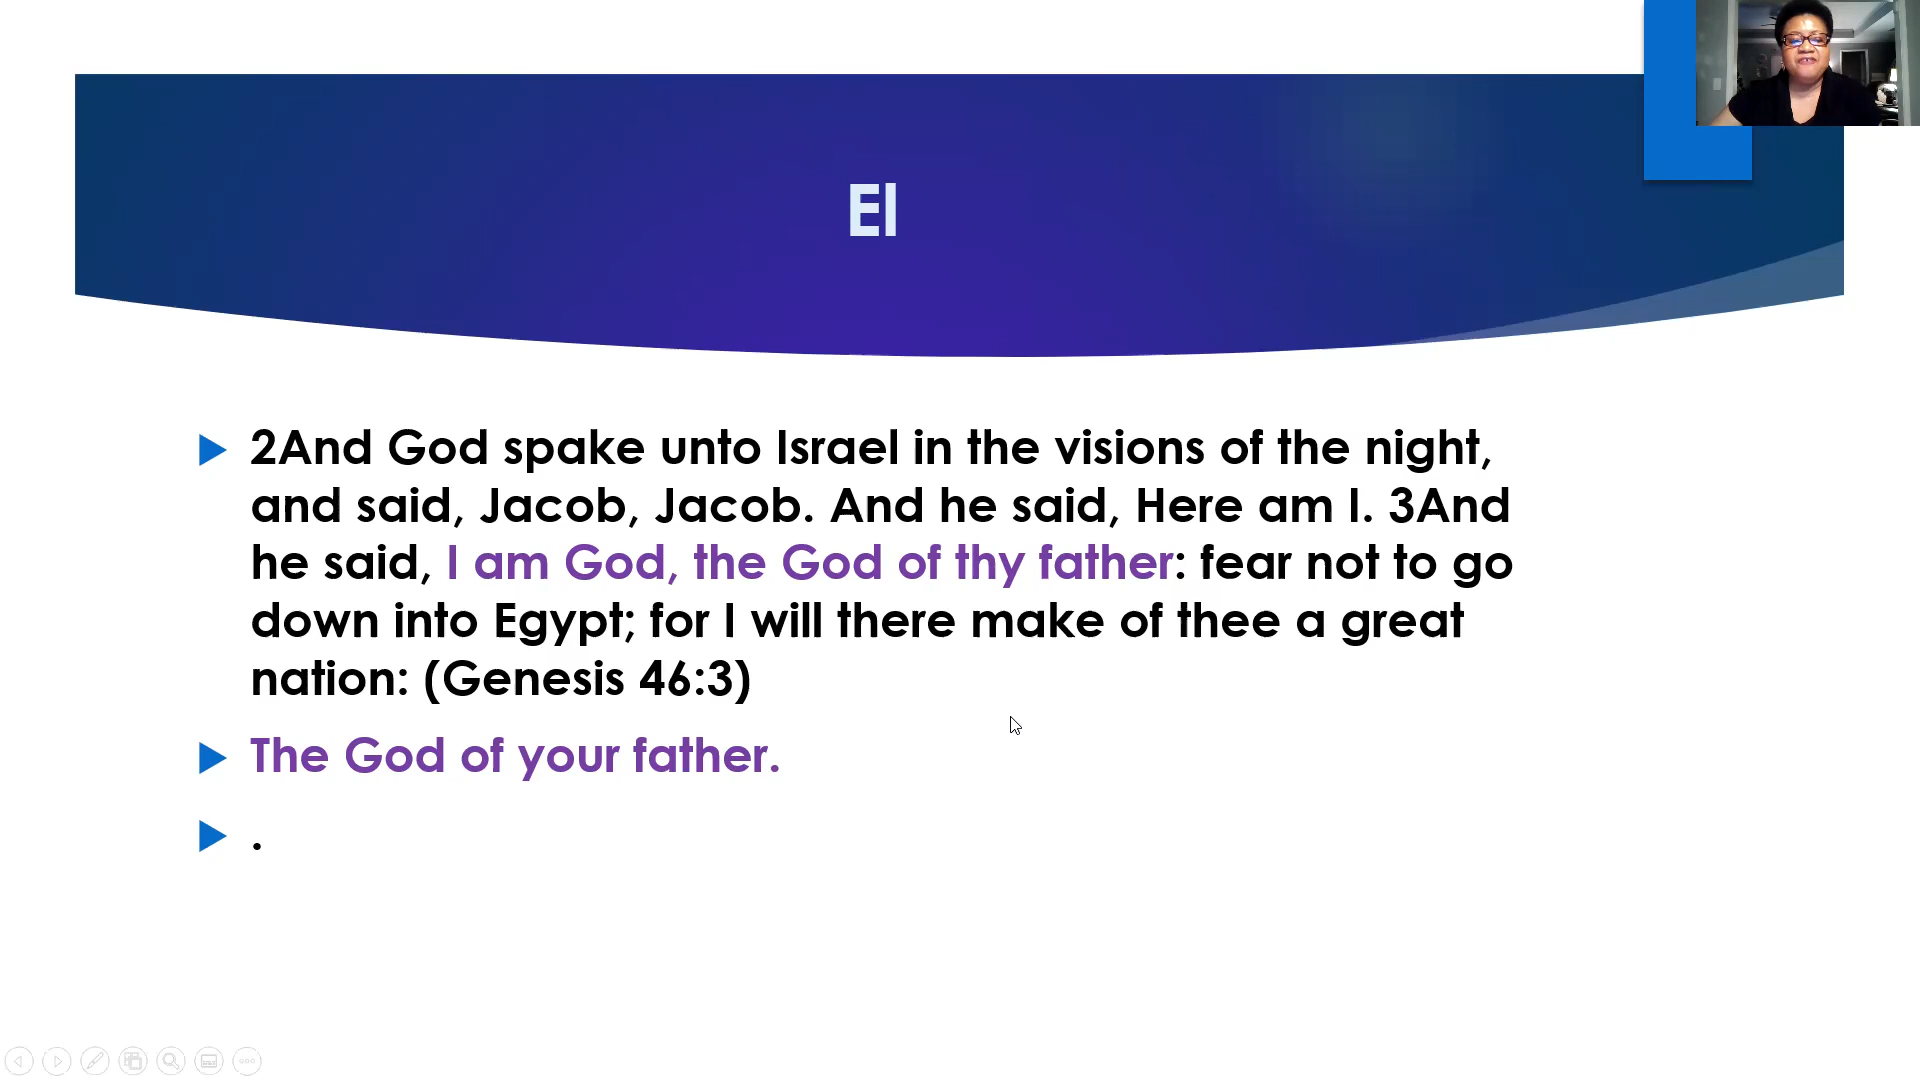 El
2And God spake unto Israel in the visions of the night,
and said, Jacob, Jacob. And he said, Here am I. 3And
he said, I am God, the God of thy father: fear not to go
down into Egypt; for I will there make of thee a great
nation: (Genesis 46:3)
The God of your father.
.